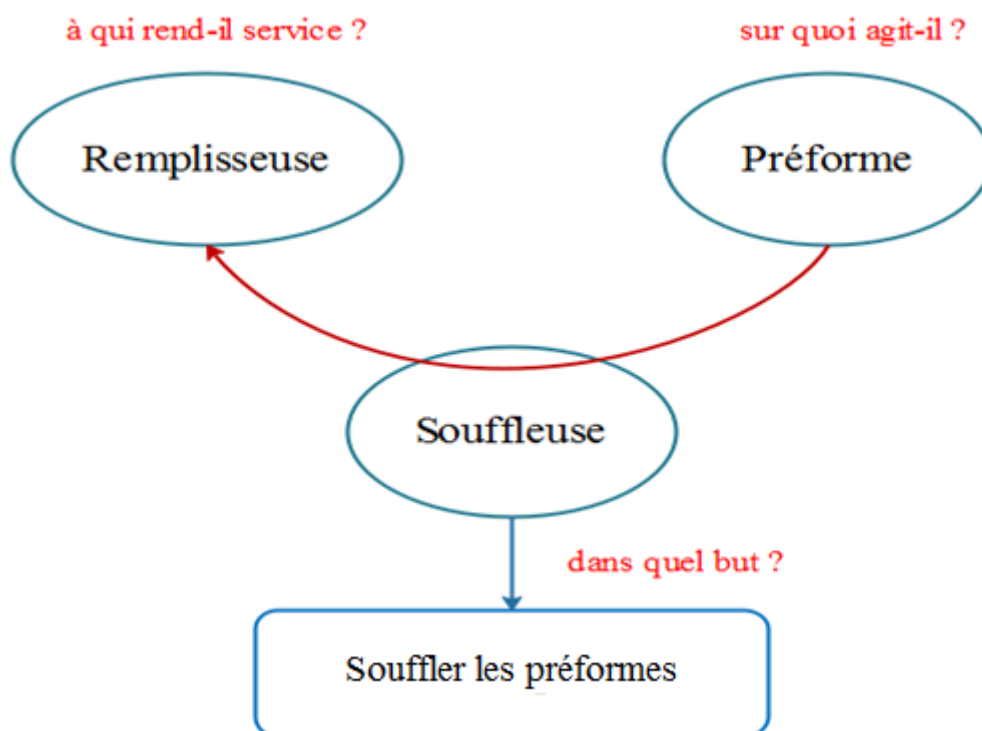 à qui rend-il service ?
sur quoi agit-il ?
Remplisseuse
Préforme
Souffleuse
dans quel but ?
Souffler les préformes